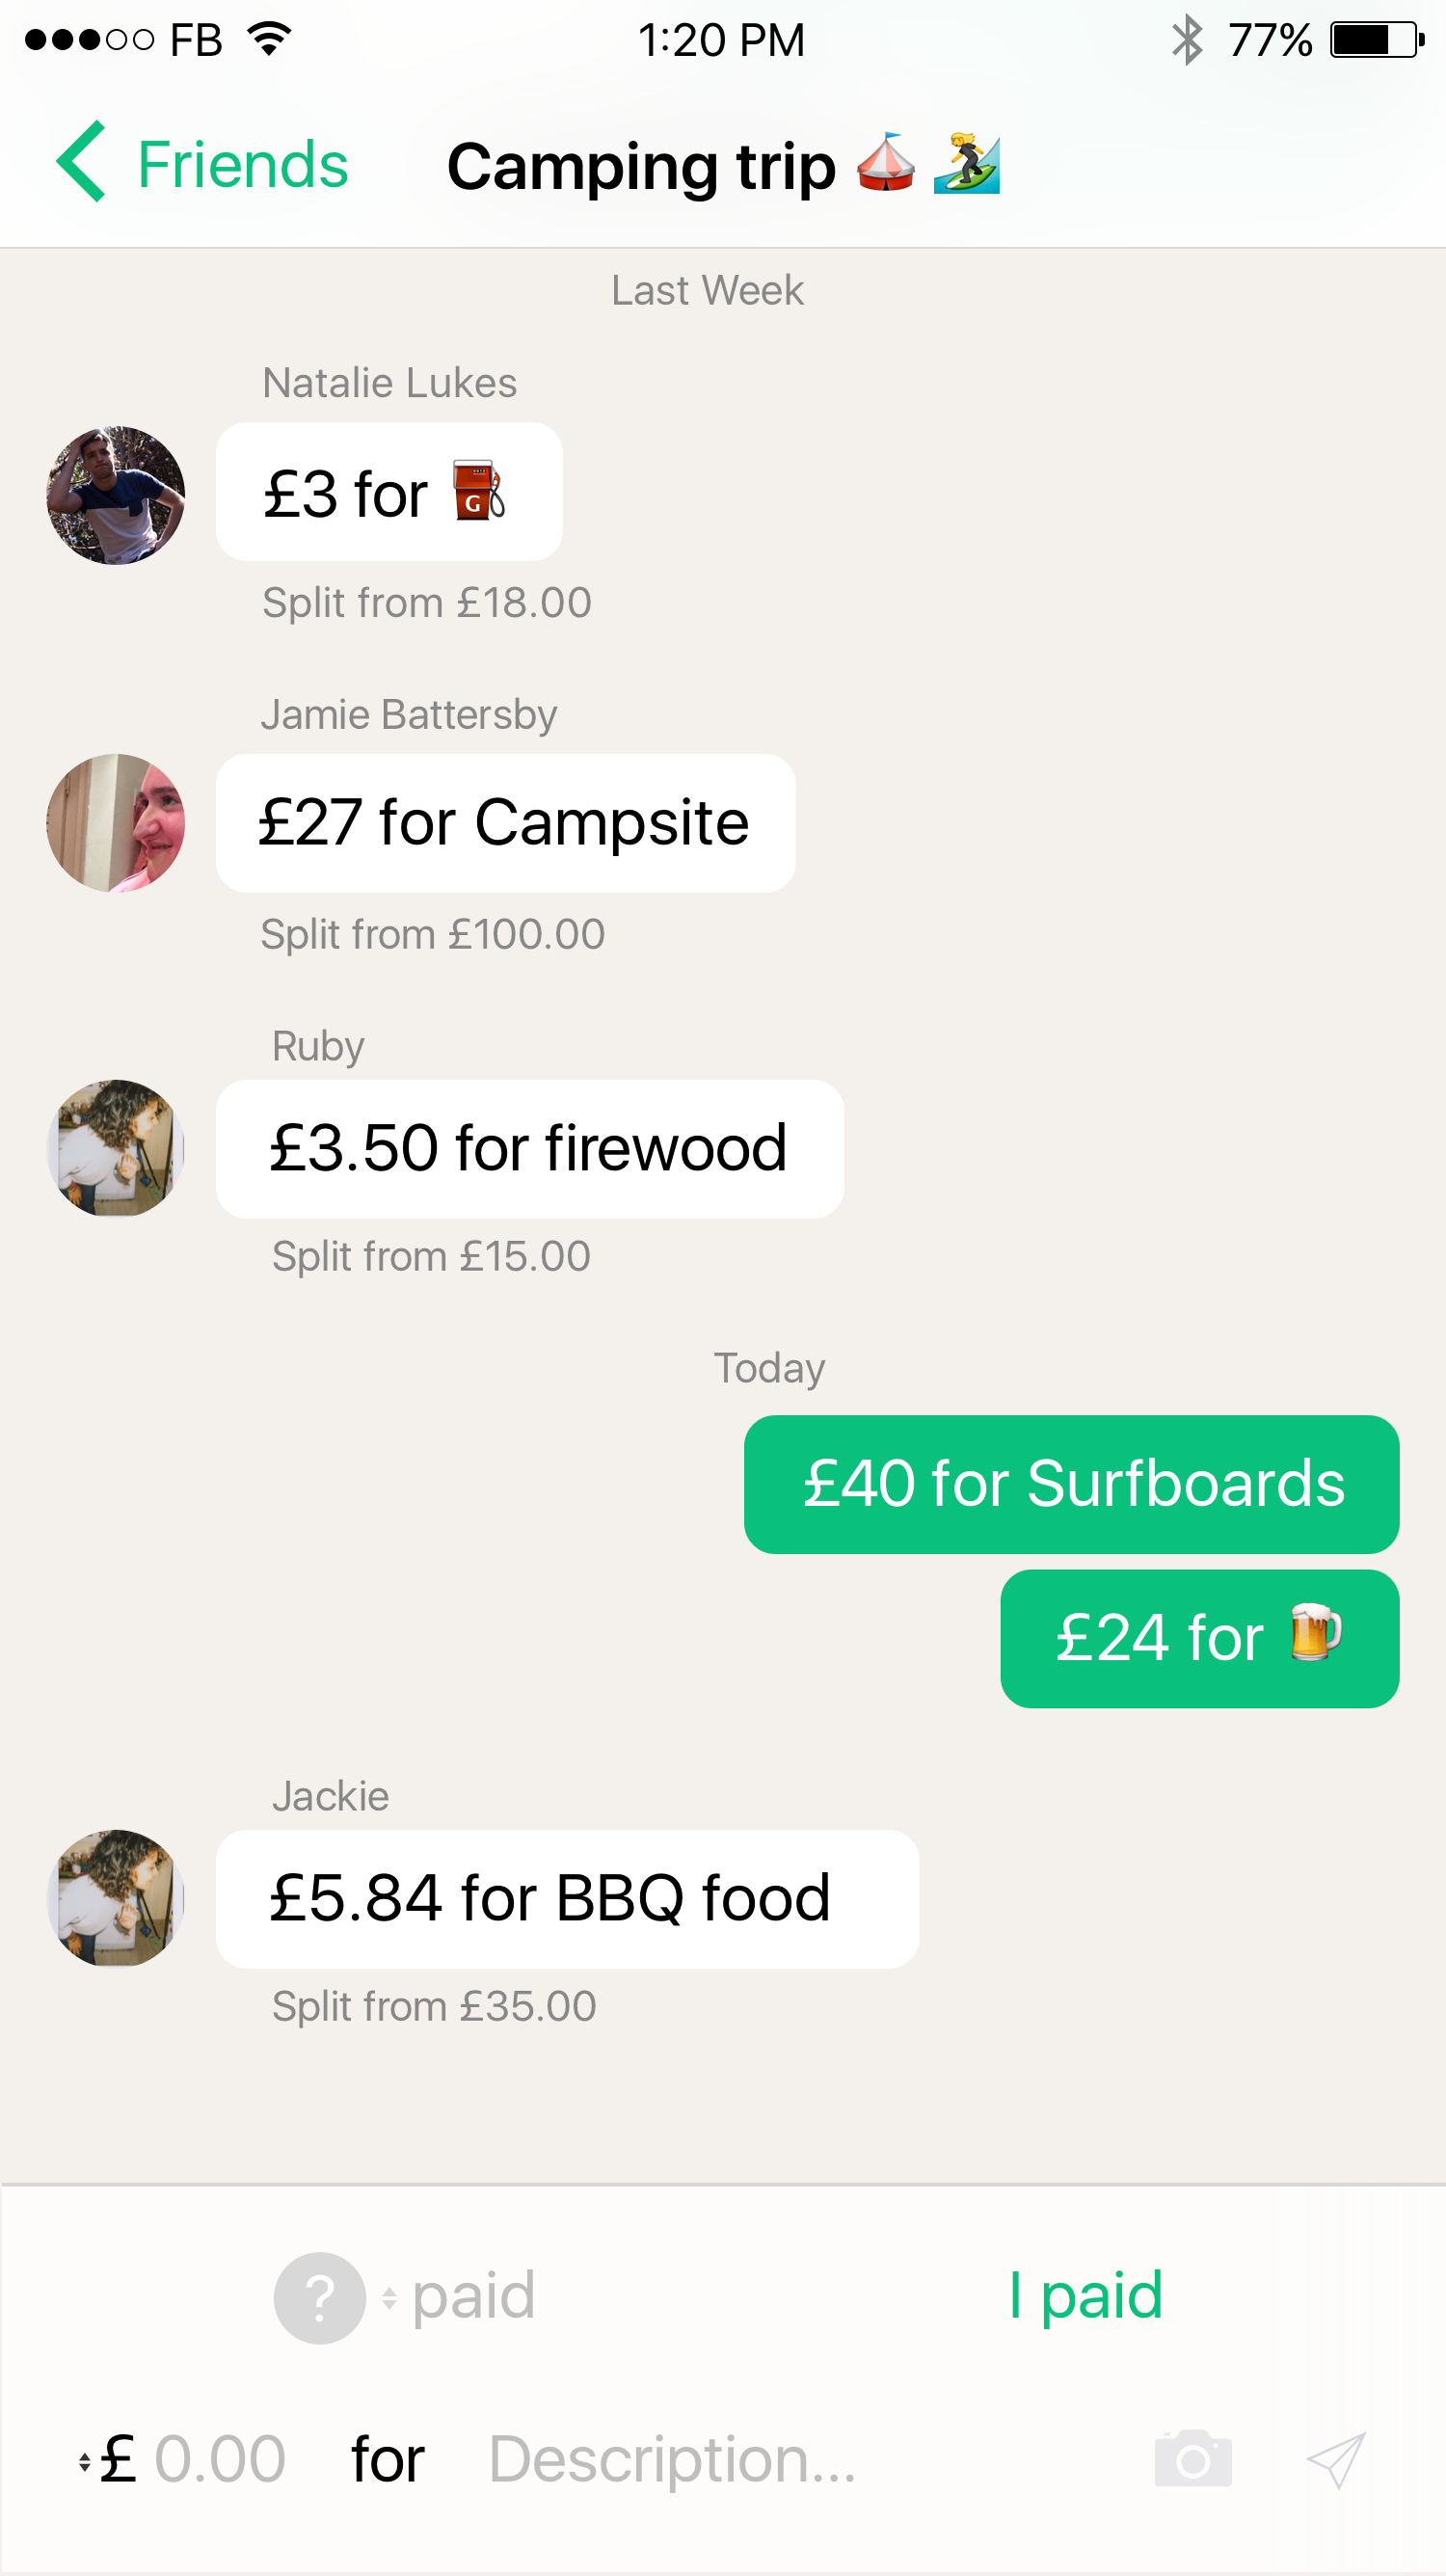 FB 1:20 PM 77%
Friends Camping trip 🎪 🏄
Last Week
Natalie Lukes
£3 for ⛽
Split from £18.00
Jamie Battersby
£27 for Campsite
Split from £100.00
Ruby
£3.50 for firewood
Split from £15.00
Today
£40 for Surfboards
£24 for 🍺
Jackie
£5.84 for BBQ food
Split from £35.00
? paid I paid
£ 0.00 for Description...